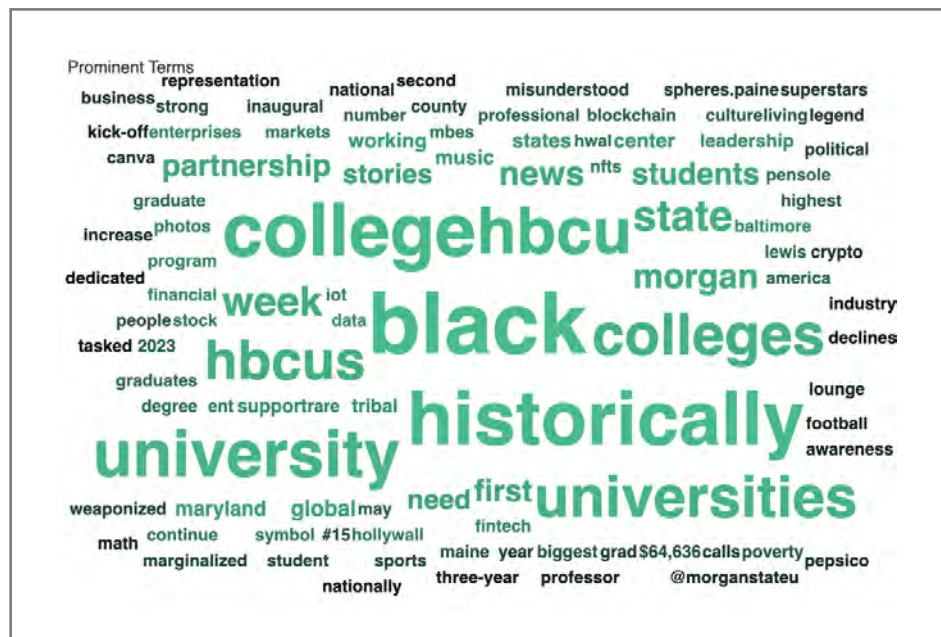 Prominent Terms
representation national second
business strong inaugural number county misunderstood spheres.paine superstars
professional blockchain culture living legend
kick-off enterprises markets working mbes states hwal center leadership political
canva partnership stories music news nfts students pensole
graduate highest
increase photos college hbcu state baltimore
program lewis crypto
dedicated morgan america
financial week iot industry
people stock data black colleges declines
tasked 2023 hbcus
graduates lounge
degree ent support rare tribal historically football
university awareness
weaponized maryland global may need first universities
math continue symbol #15 hollywall fintech
marginalized student sports maine year biggest grad $64,636 calls poverty pepsico
nationally three-year professor @morganstateu